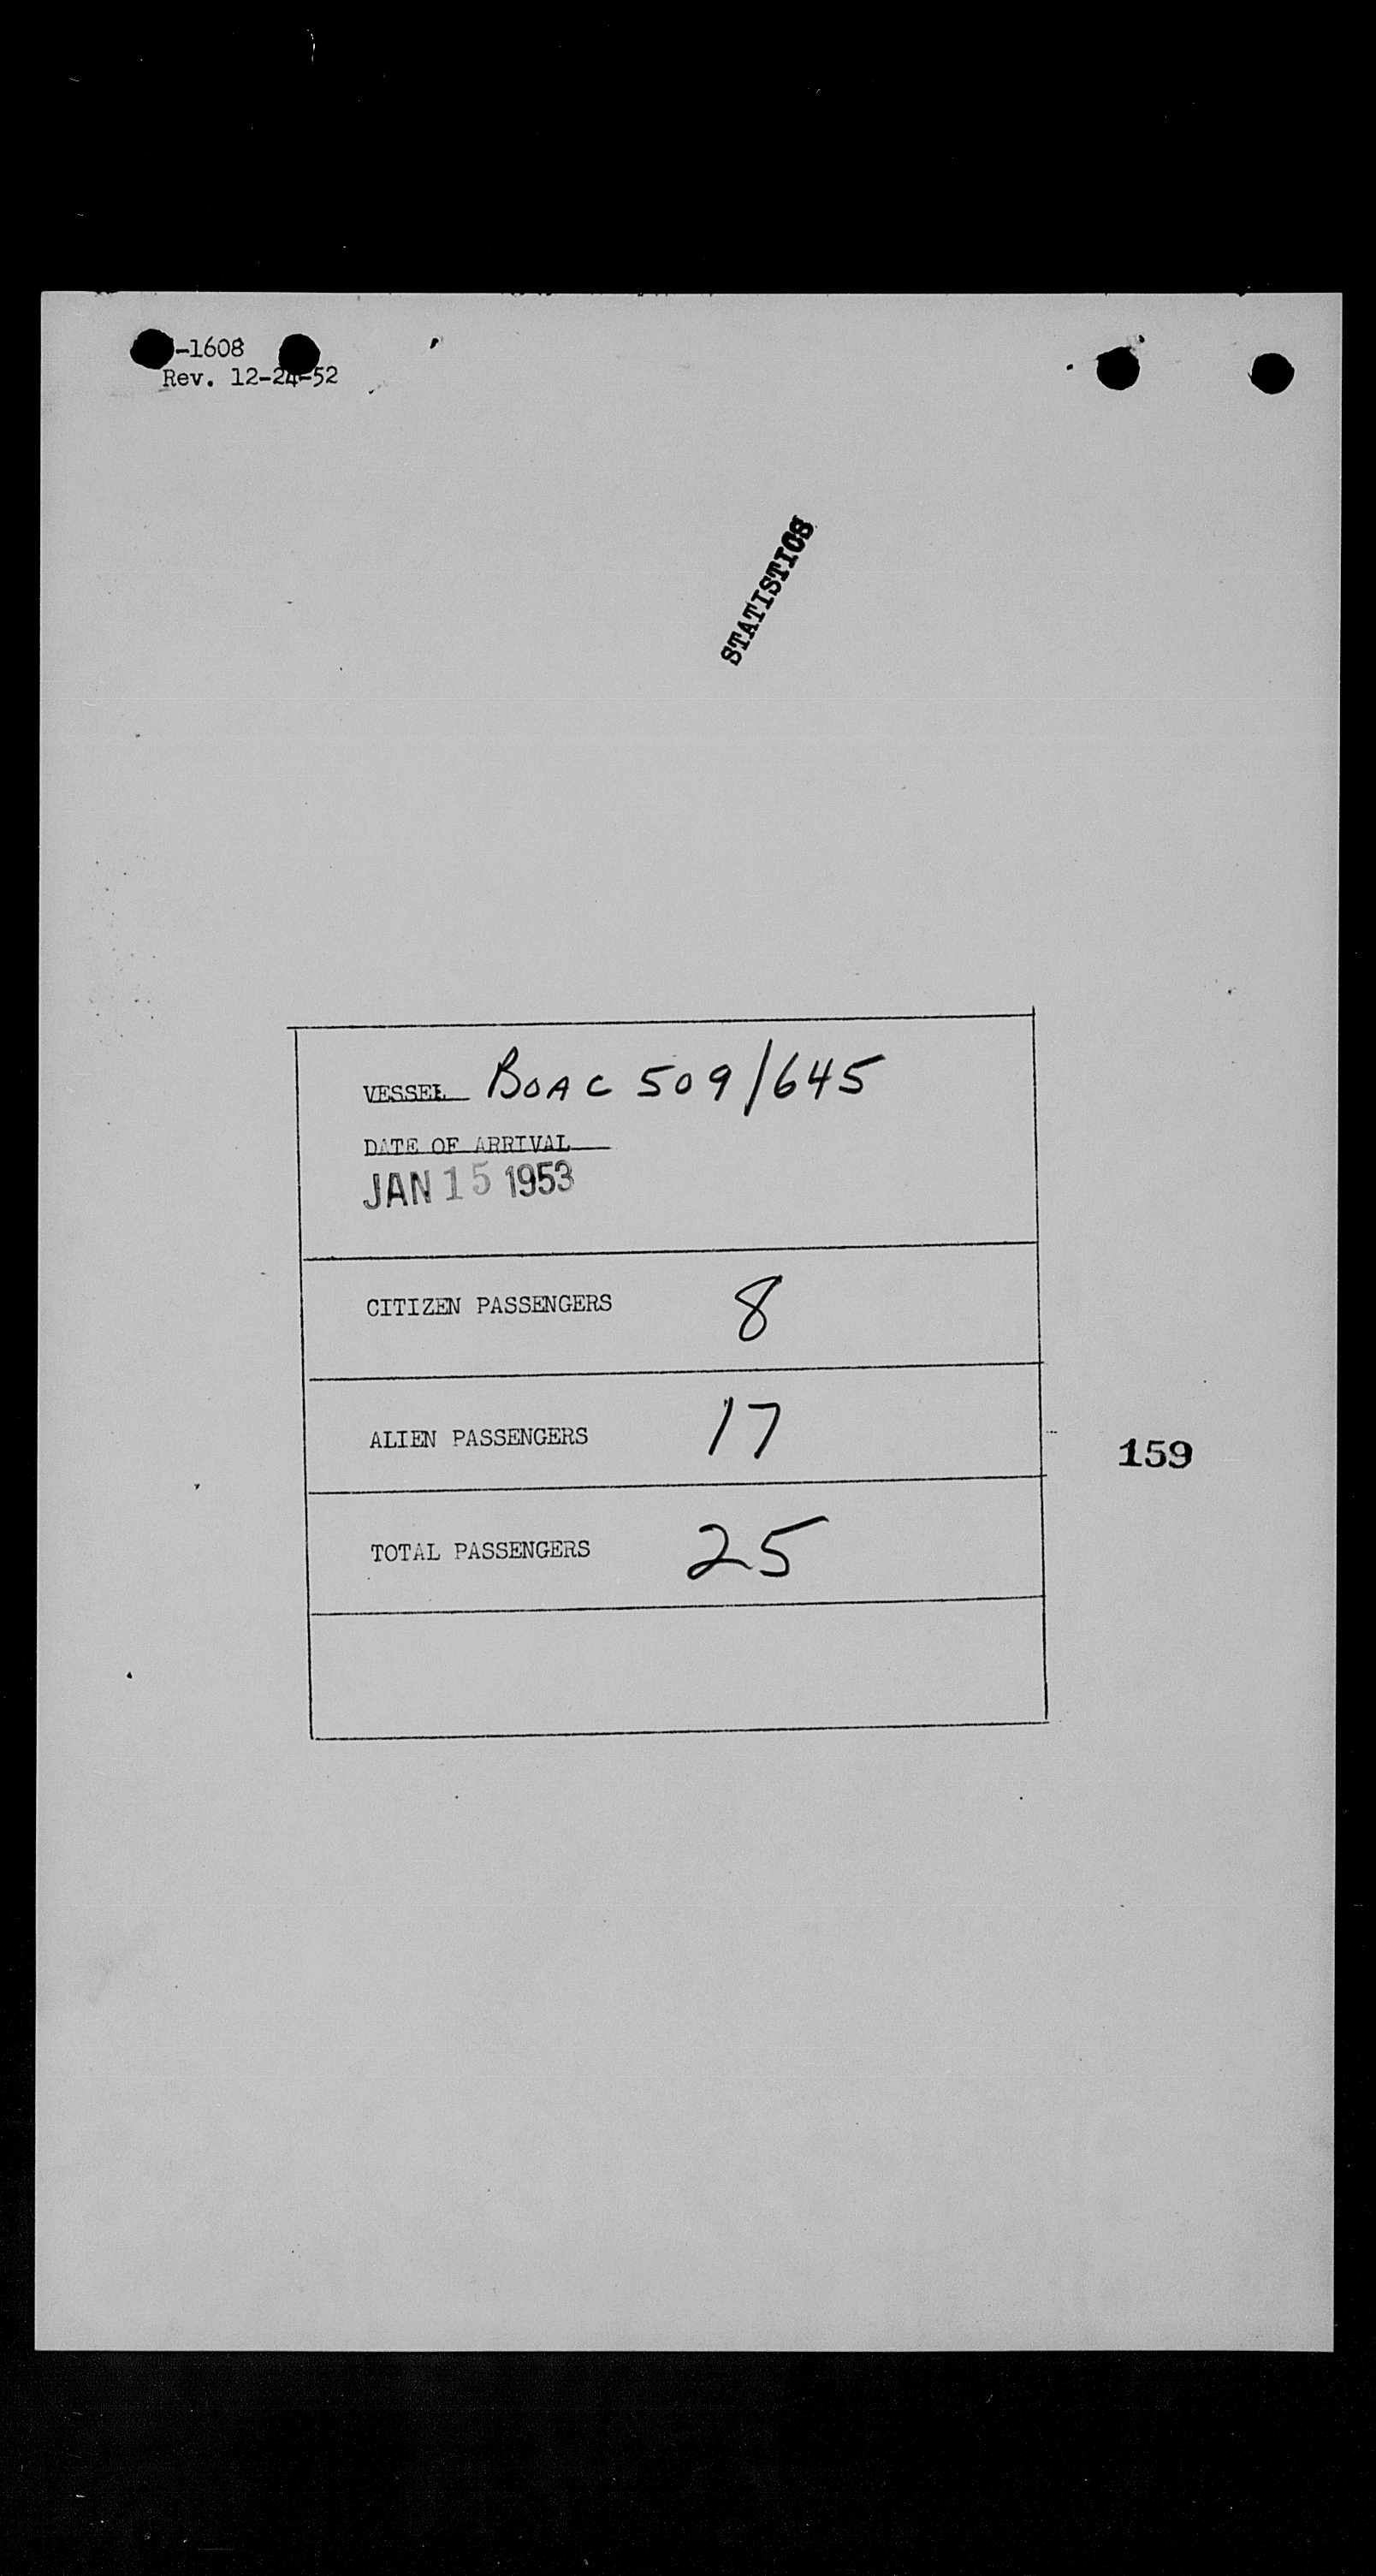 -1608
Rev. 12-24-52
STATISTICS
VESSEL BOAC 509/645
DATE OF ARRIVAL
JAN 15 1953
CITIZEN PASSENGERS 8
ALIEN PASSENGERS 17
159
TOTAL PASSENGERS 25